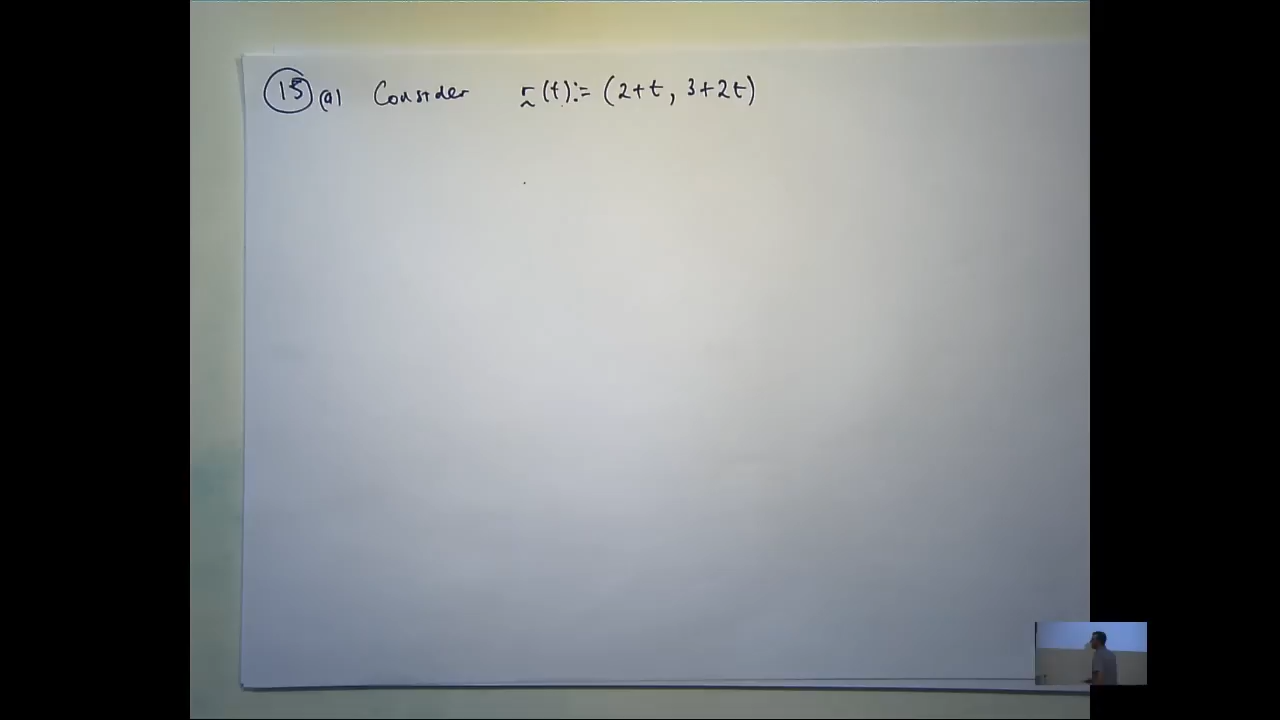 15 (a) Consider r(t):= (2+t, 3+2t)